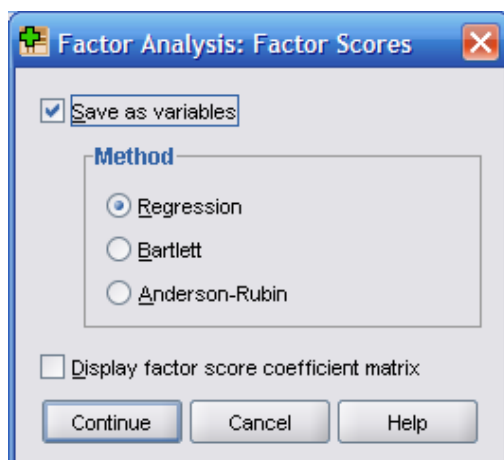 Factor Analysis: Factor Scores
Save as variables
Method
Regression
Bartlett
Anderson-Rubin
Display factor score coefficient matrix
Continue Cancel Help